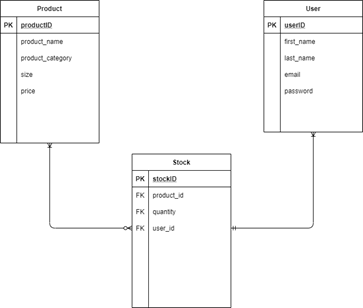 Product
PK productID
product_name
product_category
size
price
User
PK userID
first_name
last_name
email
password
Stock
PK stockID
FK product_id
FK quantity
FK user_id